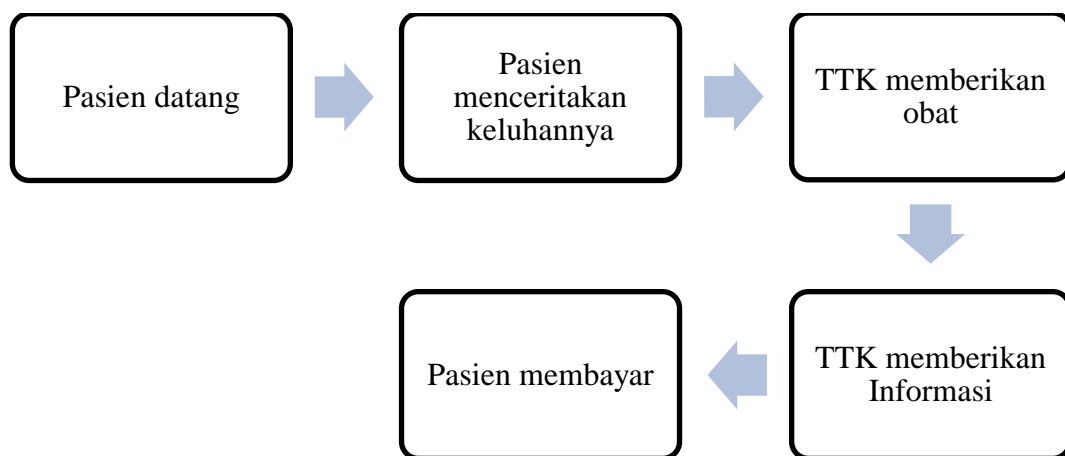 Pasien datang
Pasien
menceritakan
keluhannya
TTK memberikan
obat
TTK memberikan
Informasi
Pasien membayar